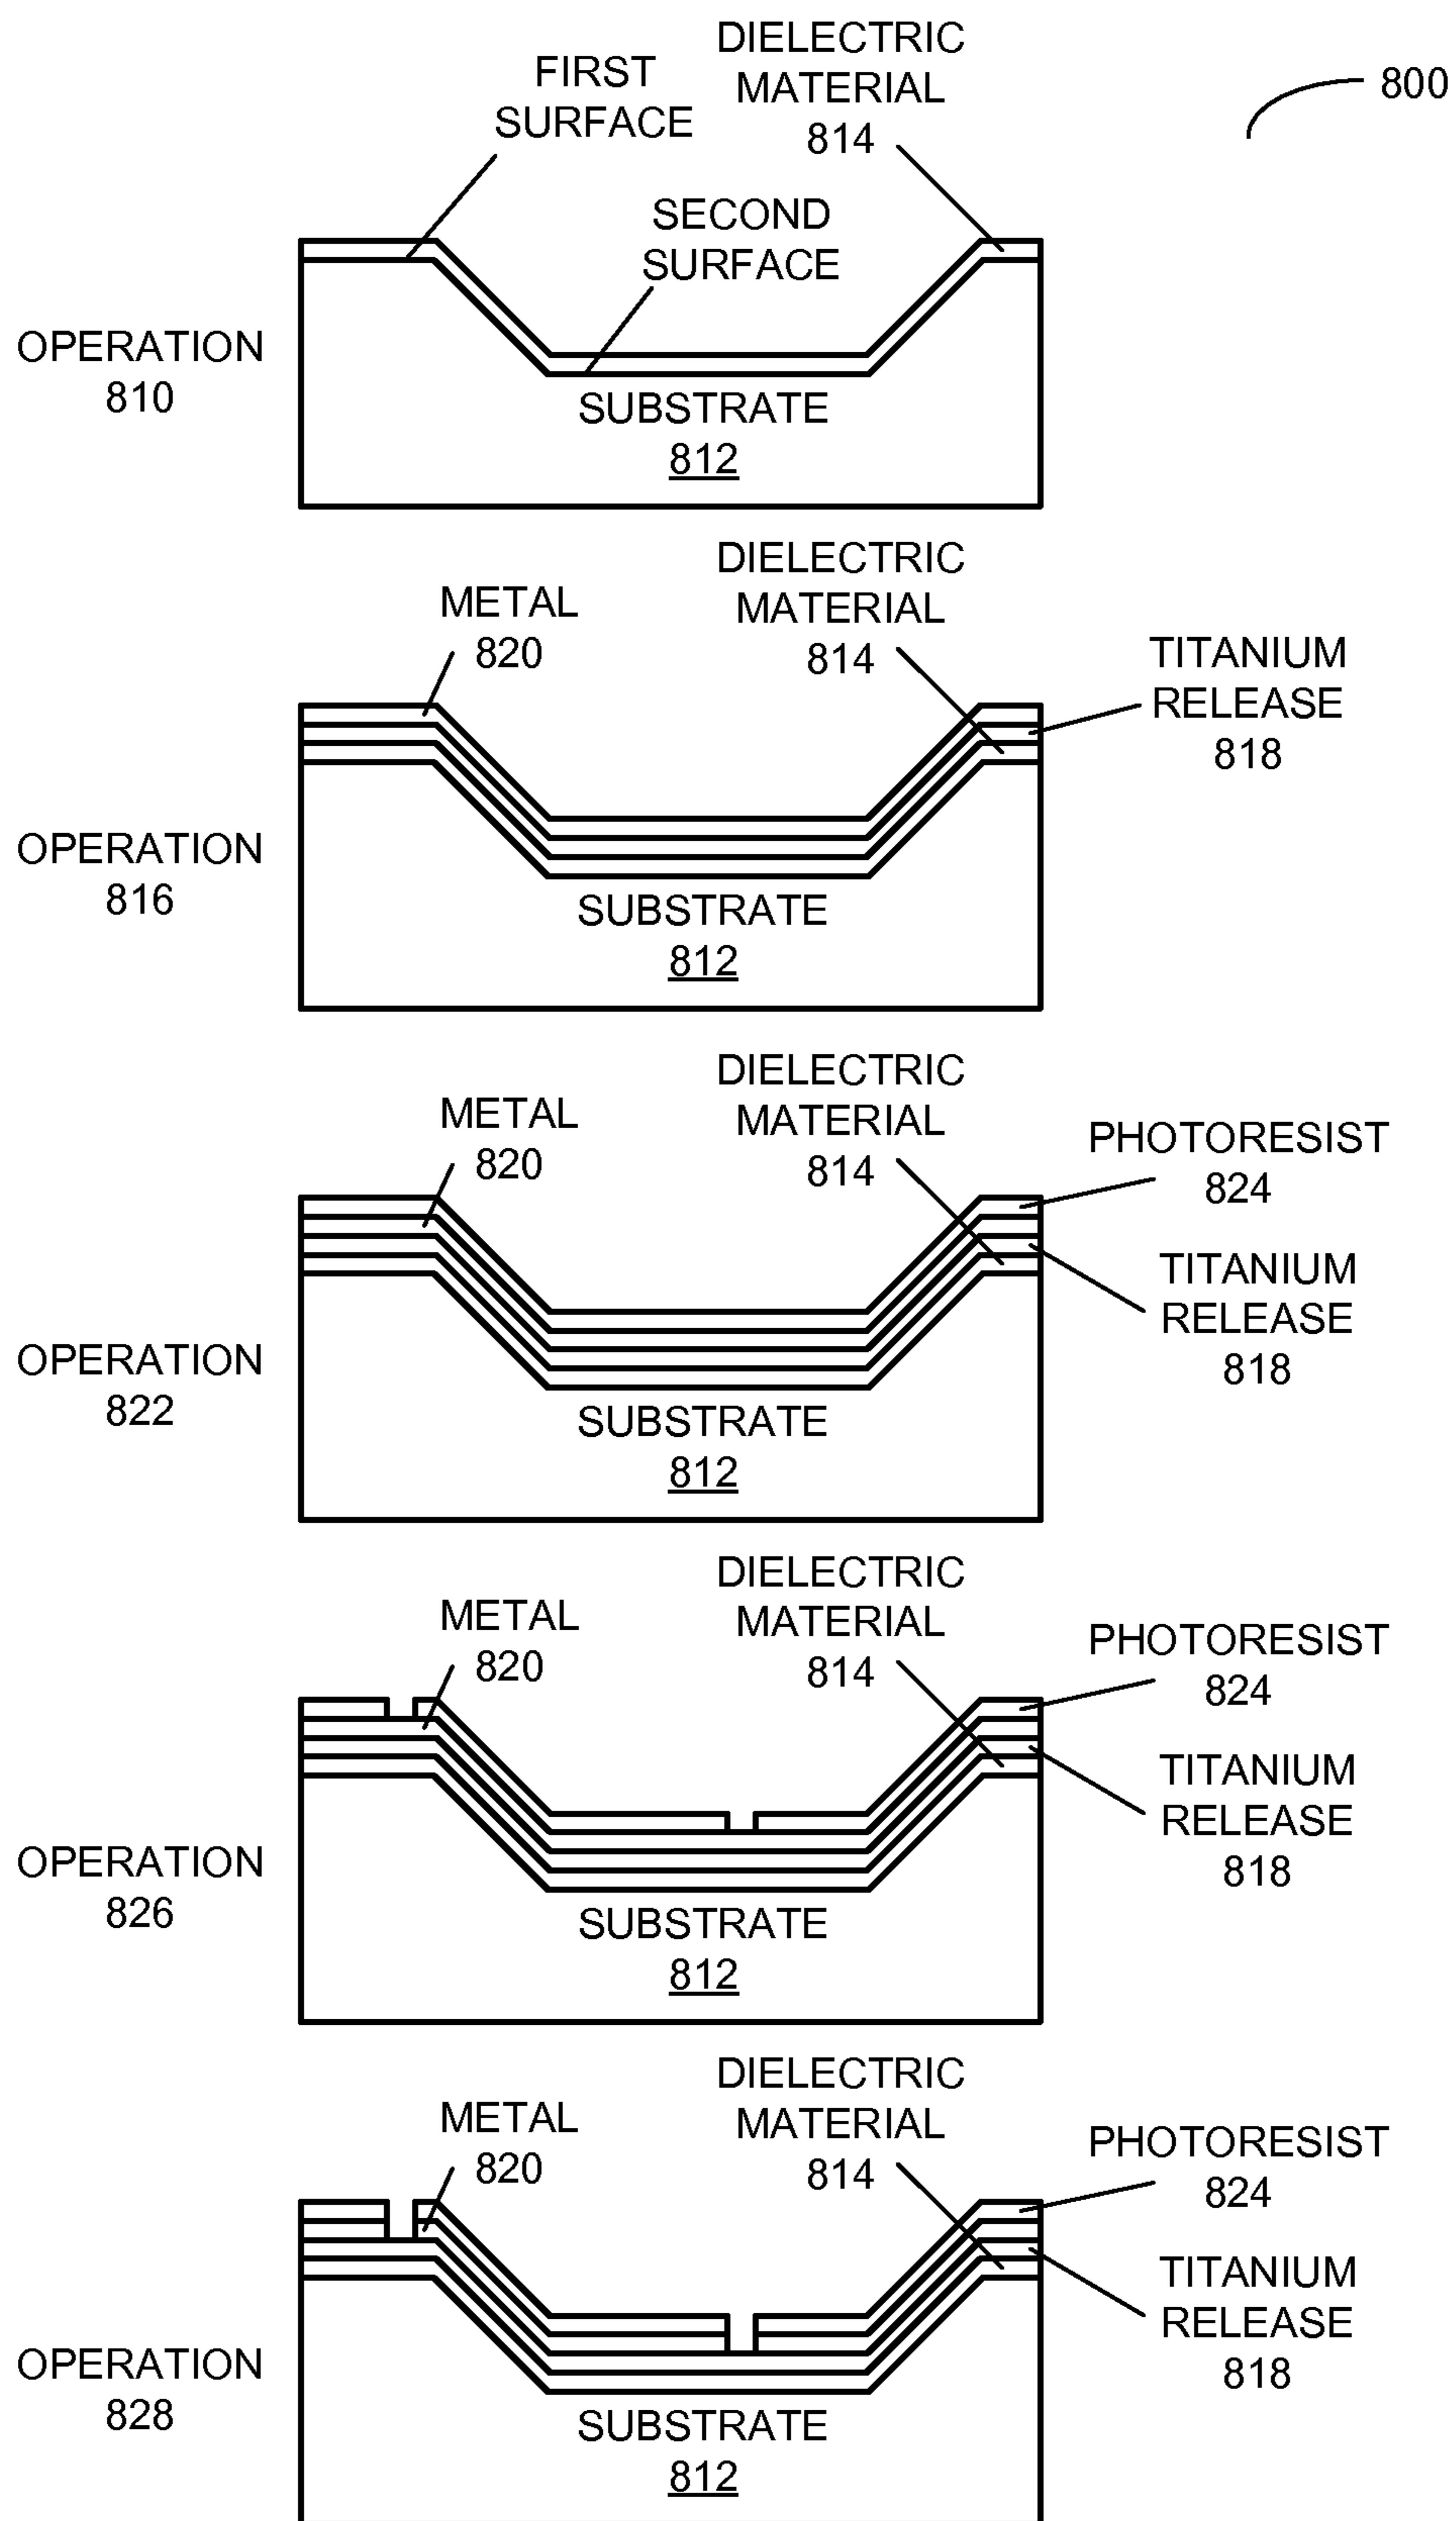 800
FIRST
SURFACE
DIELECTRIC
MATERIAL
814
SECOND
SURFACE
OPERATION
810
SUBSTRATE
812
METAL
820
DIELECTRIC
MATERIAL
814
TITANIUM
RELEASE
818
OPERATION
816
SUBSTRATE
812
METAL
820
DIELECTRIC
MATERIAL
814
PHOTORESIST
824
TITANIUM
RELEASE
818
OPERATION
822
SUBSTRATE
812
METAL
820
DIELECTRIC
MATERIAL
814
PHOTORESIST
824
TITANIUM
RELEASE
818
OPERATION
826
SUBSTRATE
812
METAL
820
DIELECTRIC
MATERIAL
814
PHOTORESIST
824
TITANIUM
RELEASE
818
OPERATION
828
SUBSTRATE
812